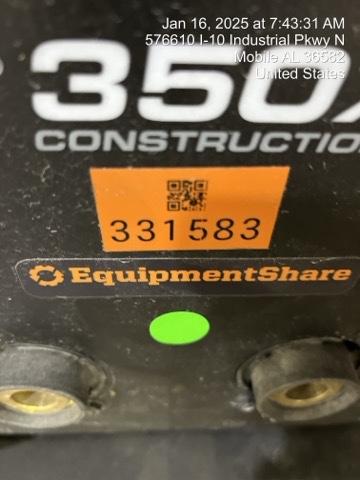 Jan 16, 2025 at 7:43:31 AM
576610 I-10 Industrial Pkwy N
Mobile AL 36582
United States
350
CONSTRUCTIO
331583
EquipmentShare